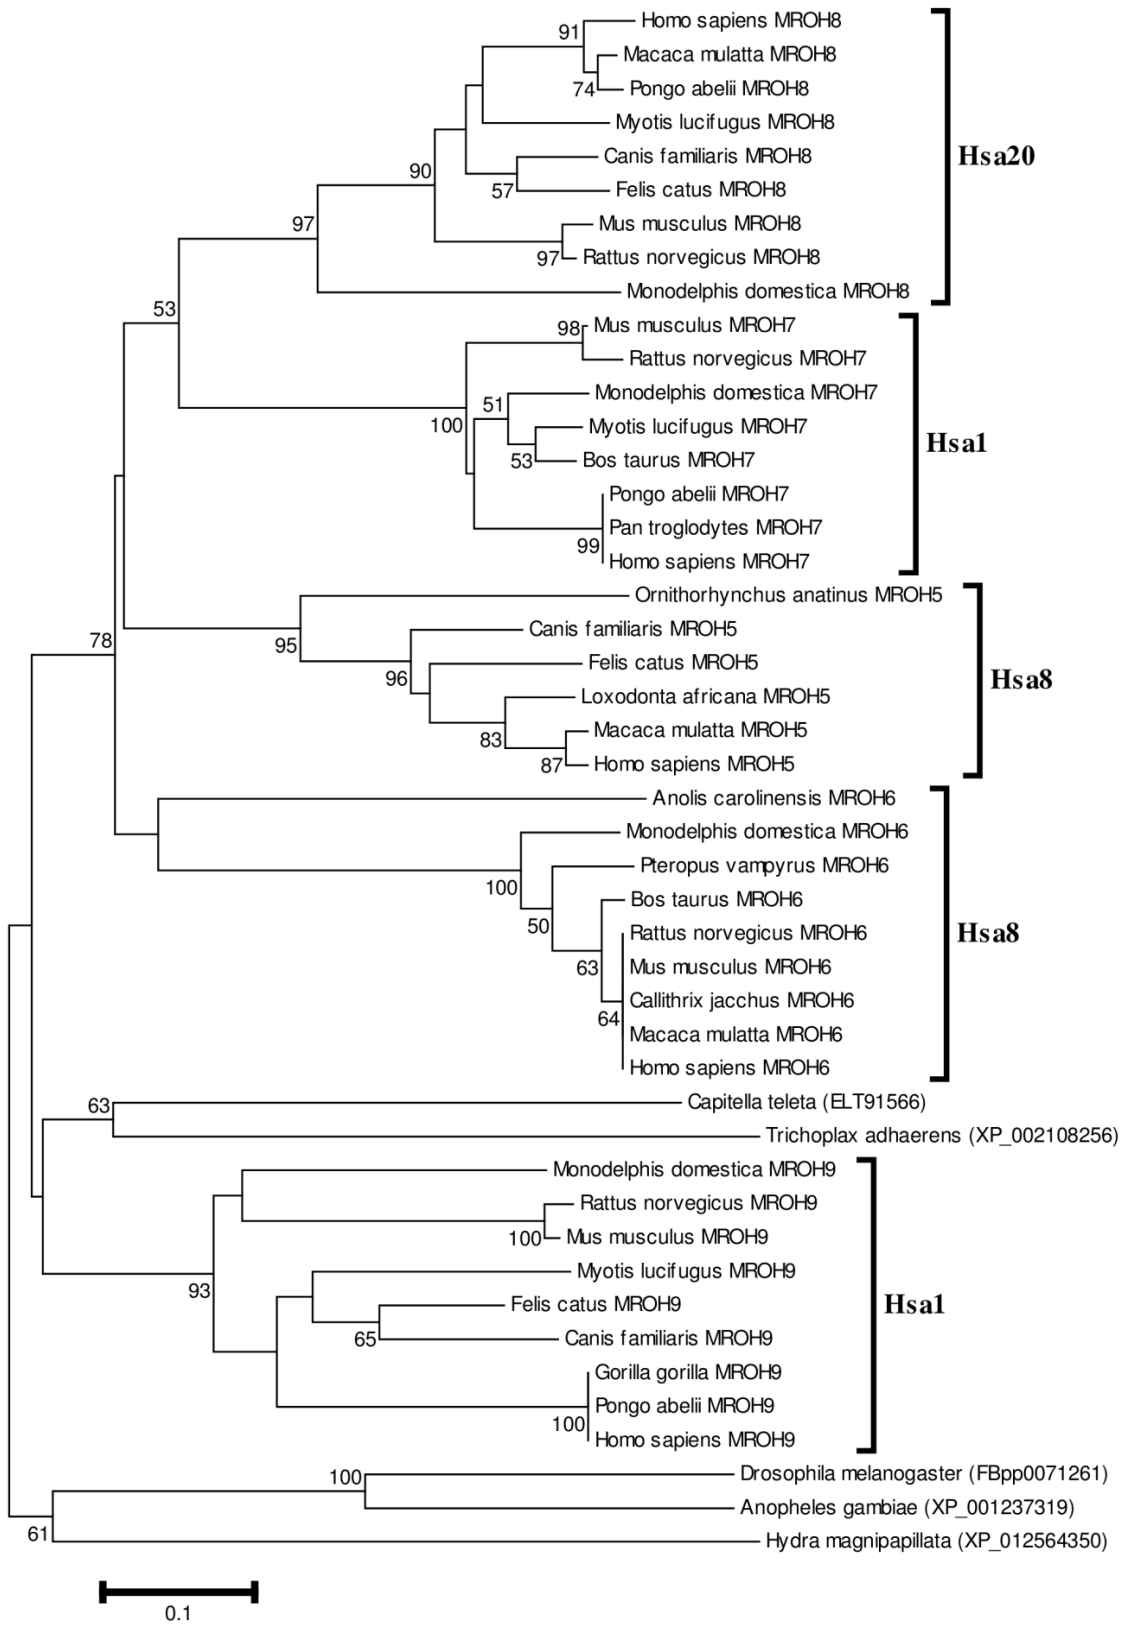 Homo sapiens MROH8
91
Macaca mulatta MROH8
74
Pongo abelii MROH8
Myotis lucifugus MROH8
Canis familiaris MROH8
Hsa20
90
57
Felis catus MROH8
97
Mus musculus MROH8
97
Rattus norvegicus MROH8
Monodelphis domestica MROH8
53
98
Mus musculus MROH7
Rattus norvegicus MROH7
Monodelphis domestica MROH7
51
100
Myotis lucifugus MROH7
Hsa1
53
Bos taurus MROH7
Pongo abelii MROH7
Pan troglodytes MROH7
99
Homo sapiens MROH7
Ornithorhynchus anatinus MROH5
Canis familiaris MROH5
78
95
Felis catus MROH5
96
Hsa8
Loxodonta africana MROH5
Macaca mulatta MROH5
83
87
Homo sapiens MROH5
Anolis carolinensis MROH6
Monodelphis domestica MROH6
Pteropus vampyrus MROH6
100
Bos taurus MROH6
50
Rattus norvegicus MROH6
Hsa8
63
Mus musculus MROH6
Callithrix jacchus MROH6
64
Macaca mulatta MROH6
Homo sapiens MROH6
63
Capitella teleta (ELT91566)
Trichoplax adhaerens (XP_002108256)
Monodelphis domestica MROH9
Rattus norvegicus MROH9
100
Mus musculus MROH9
Myotis lucifugus MROH9
93
Felis catus MROH9
Hsa1
65
Canis familiaris MROH9
Gorilla gorilla MROH9
Pongo abelii MROH9
100
Homo sapiens MROH9
100
Drosophila melanogaster (FBpp0071261)
Anopheles gambiae (XP_001237319)
61
Hydra magnipapillata (XP_012564350)
0.1